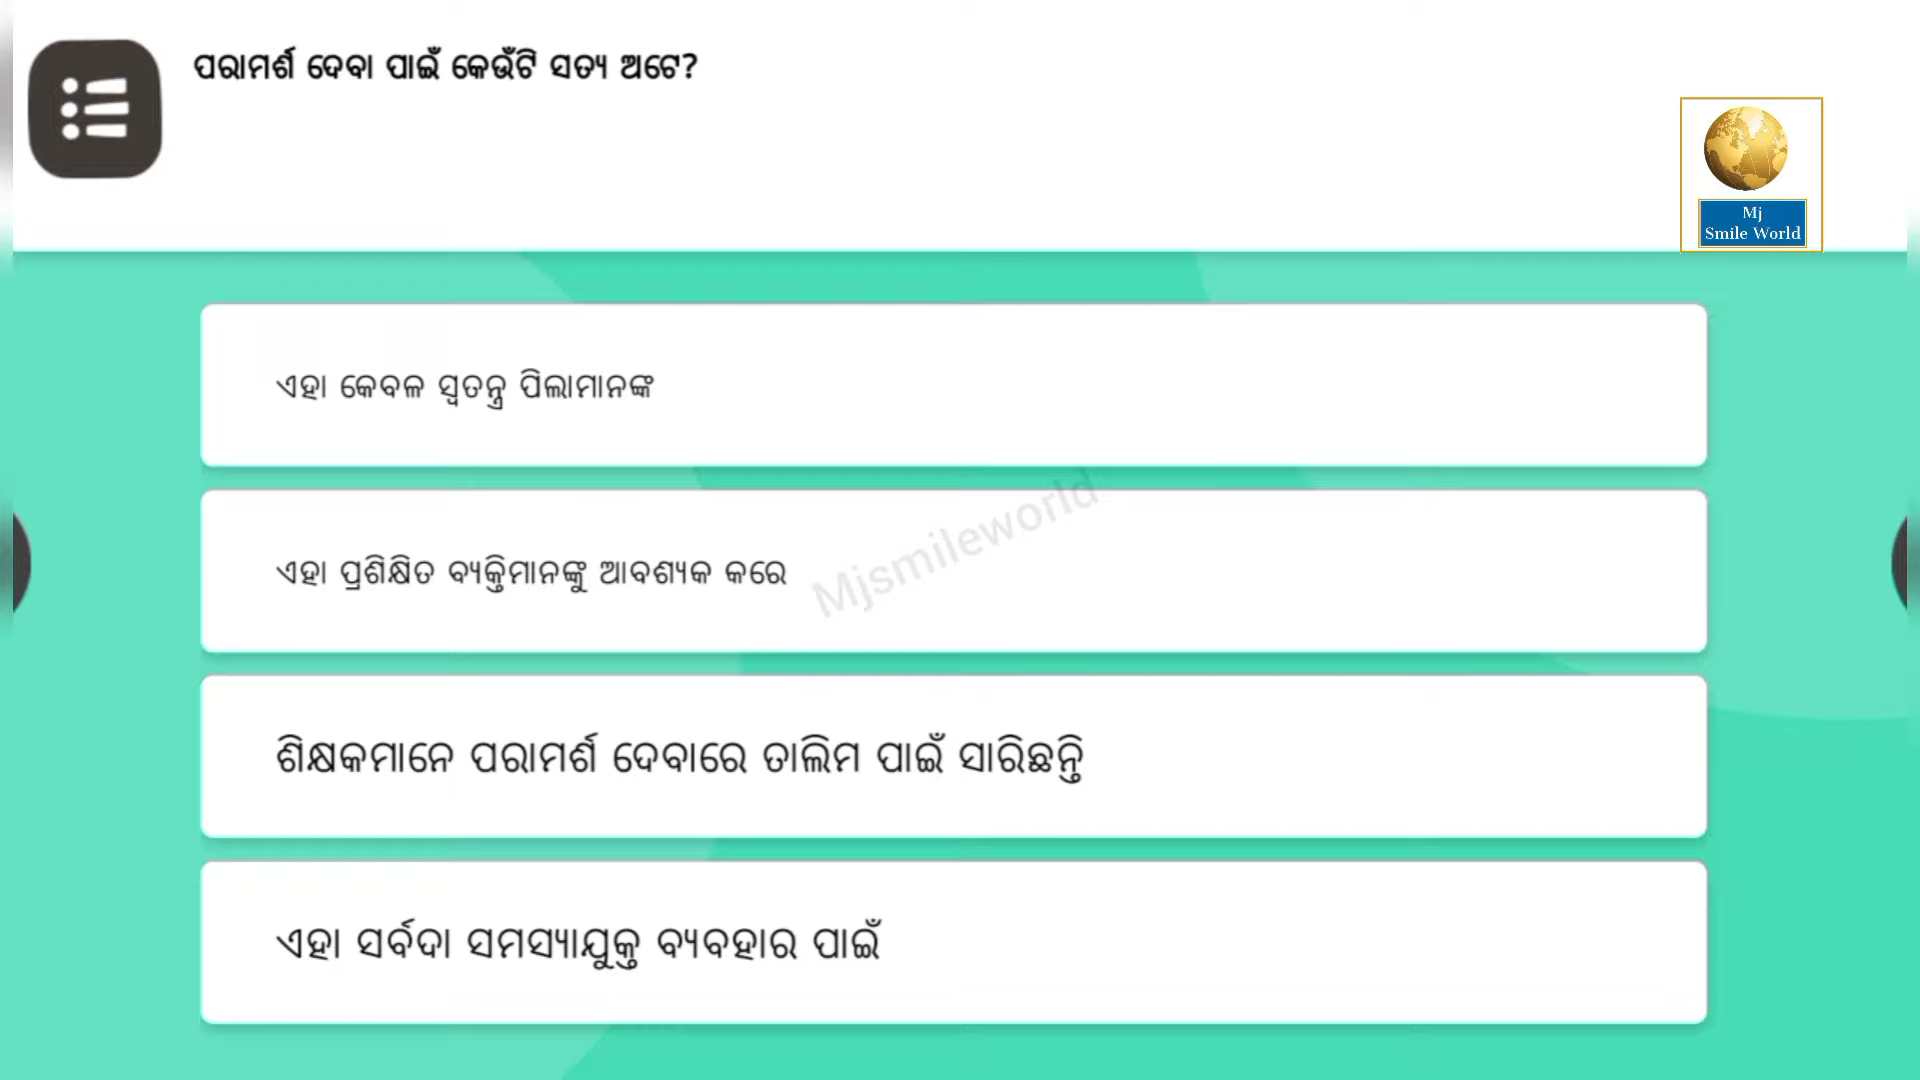 ପରାମର୍ଶ ଦେବା ପାଇଁ କେଉଁଟି ସତ୍ୟ ଅଟେ?
Mj
Smile World
ଏହା କେବଳ ସ୍ୱତନ୍ତ୍ର ପିଲାମାନଙ୍କ
ଏହା ପ୍ରଶିକ୍ଷିତ ବ୍ୟକ୍ତିମାନଙ୍କୁ ଆବଶ୍ୟକ କରେ
Mjsmileworld
ଶିକ୍ଷକମାନେ ପରାମର୍ଶ ଦେବାରେ ତାଲିମ ପାଇଁ ସାରିଛନ୍ତି
ଏହା ସର୍ବଦା ସମସ୍ୟାଯୁକ୍ତ ବ୍ୟବହାର ପାଇଁ